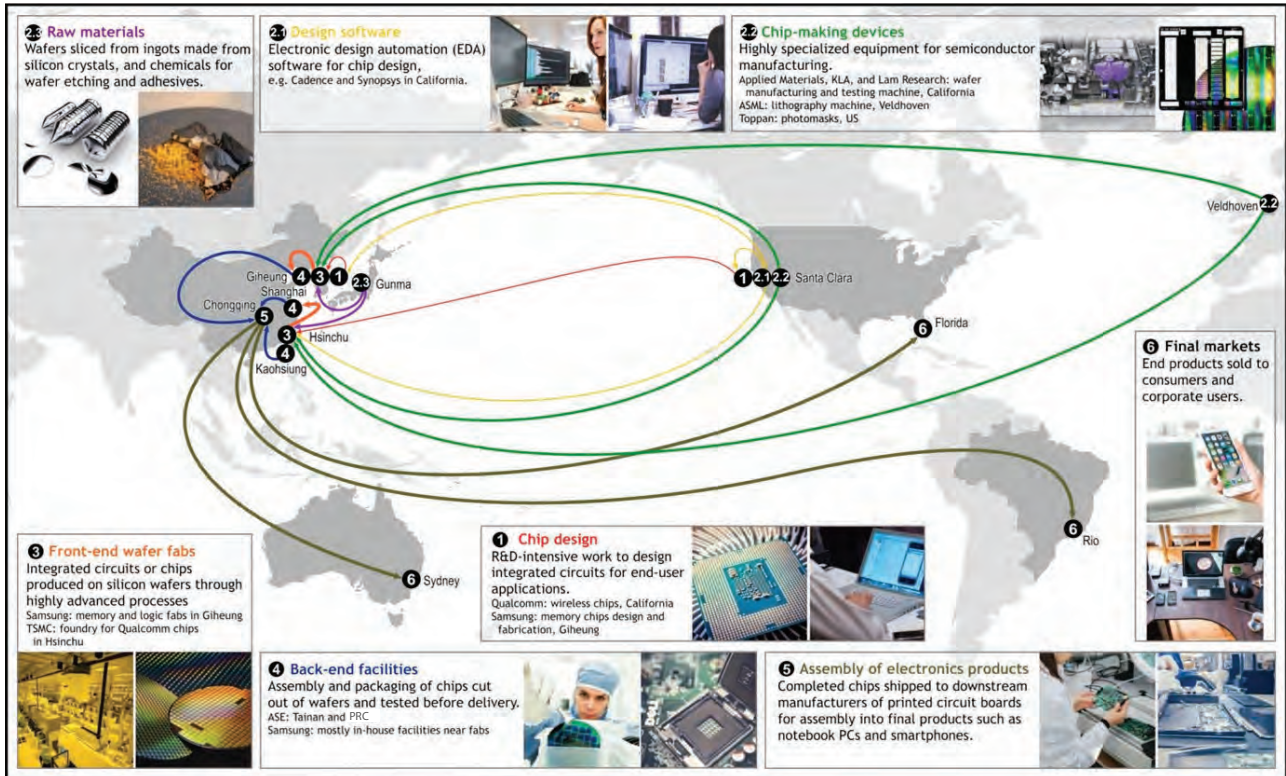 2.3 Raw materials
Wafers sliced from ingots made from
silicon crystals, and chemicals for
wafer etching and adhesives.
2.1 Design software
Electronic design automation (EDA)
software for chip design,
e.g. Cadence and Synopsys in California.
2.2 Chip-making devices
Highly specialized equipment for semiconductor
manufacturing.
Applied Materials, KLA, and Lam Research: wafer
manufacturing and testing machine, California
ASML: lithography machine, Veldhoven
Toppan: photomasks, US
Veldhoven 2.2
Giheung 4 3 1
2.3 Gunma
1 2.1 2.2 Santa Clara
Shanghai
4
Chongqing
5
3 Hsinchu
4
Kaohsiung
6 Florida
6 Rio
6 Sydney
6 Final markets
End products sold to
consumers and
corporate users.
3 Front-end wafer fabs
Integrated circuits or chips
produced on silicon wafers through
highly advanced processes
Samsung: memory and logic fabs in Giheung
TSMC: foundry for Qualcomm chips
in Hsinchu
1 Chip design
R&D-intensive work to design
integrated circuits for end-user
applications.
Qualcomm: wireless chips, California
Samsung: memory chips design and
fabrication, Giheung
4 Back-end facilities
Assembly and packaging of chips cut
out of wafers and tested before delivery.
ASE: Tainan and PRC
Samsung: mostly in-house facilities near fabs
DELL
5 Assembly of electronics products
Completed chips shipped to downstream
manufacturers of printed circuit boards
for assembly into final products such as
notebook PCs and smartphones.